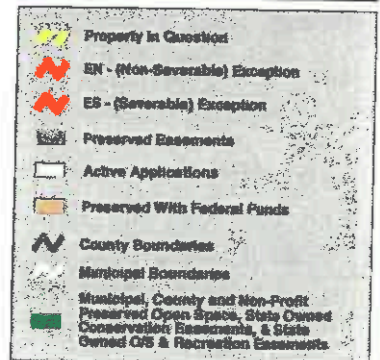 Property In Question
EN - (Non-Severable) Exception
ES - (Severable) Exception
Preserved Easements
Active Applications
Preserved With Federal Funds
County Boundaries
Municipal Boundaries
Municipal, County and Non-Profit
Preserved Open Space, State Owned
Conservation Easements, & State
Owned O/S & Recreation Easements